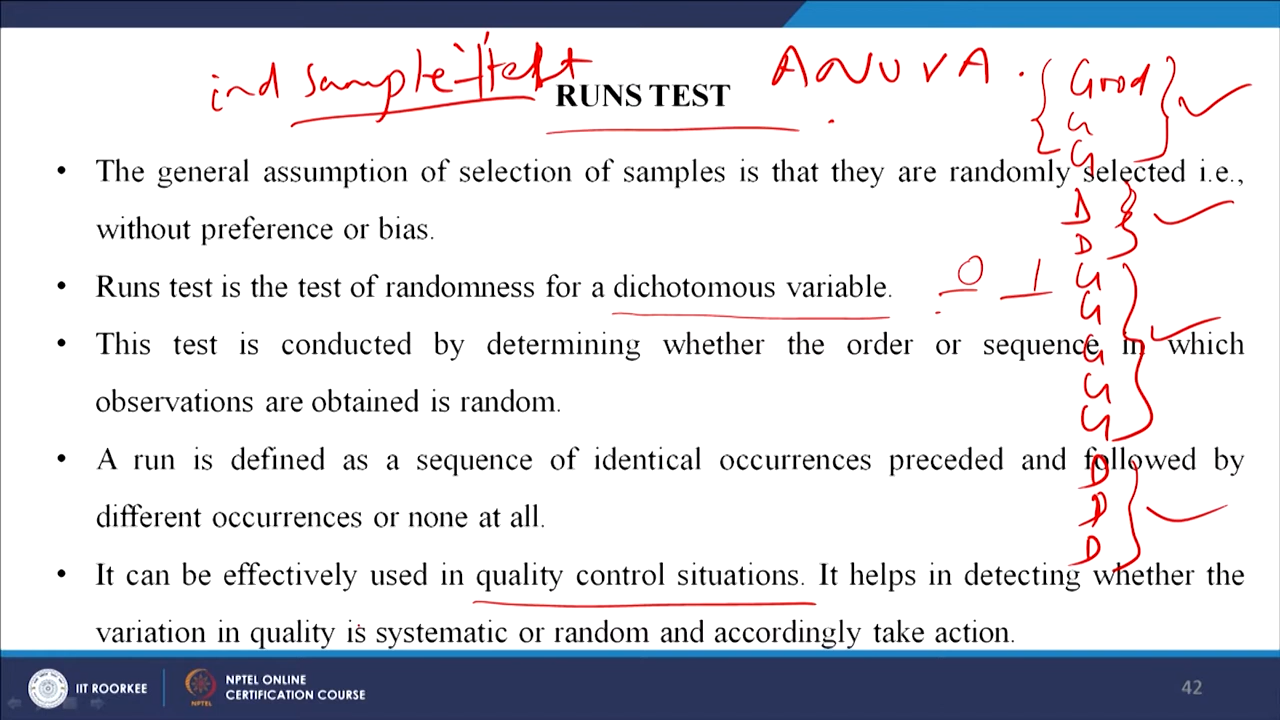 ind sample t test
ANOVA
Good
G
G
D
D
G
G
G
G
G
D
D
D
0 1
RUNS TEST
• The general assumption of selection of samples is that they are randomly selected i.e.,
without preference or bias.
• Runs test is the test of randomness for a dichotomous variable.
• This test is conducted by determining whether the order or sequence in which
observations are obtained is random.
• A run is defined as a sequence of identical occurrences preceded and followed by
different occurrences or none at all.
• It can be effectively used in quality control situations. It helps in detecting whether the
variation in quality is systematic or random and accordingly take action.
IIT ROORKEE
NPTEL ONLINE
CERTIFICATION COURSE
NPTEL
42